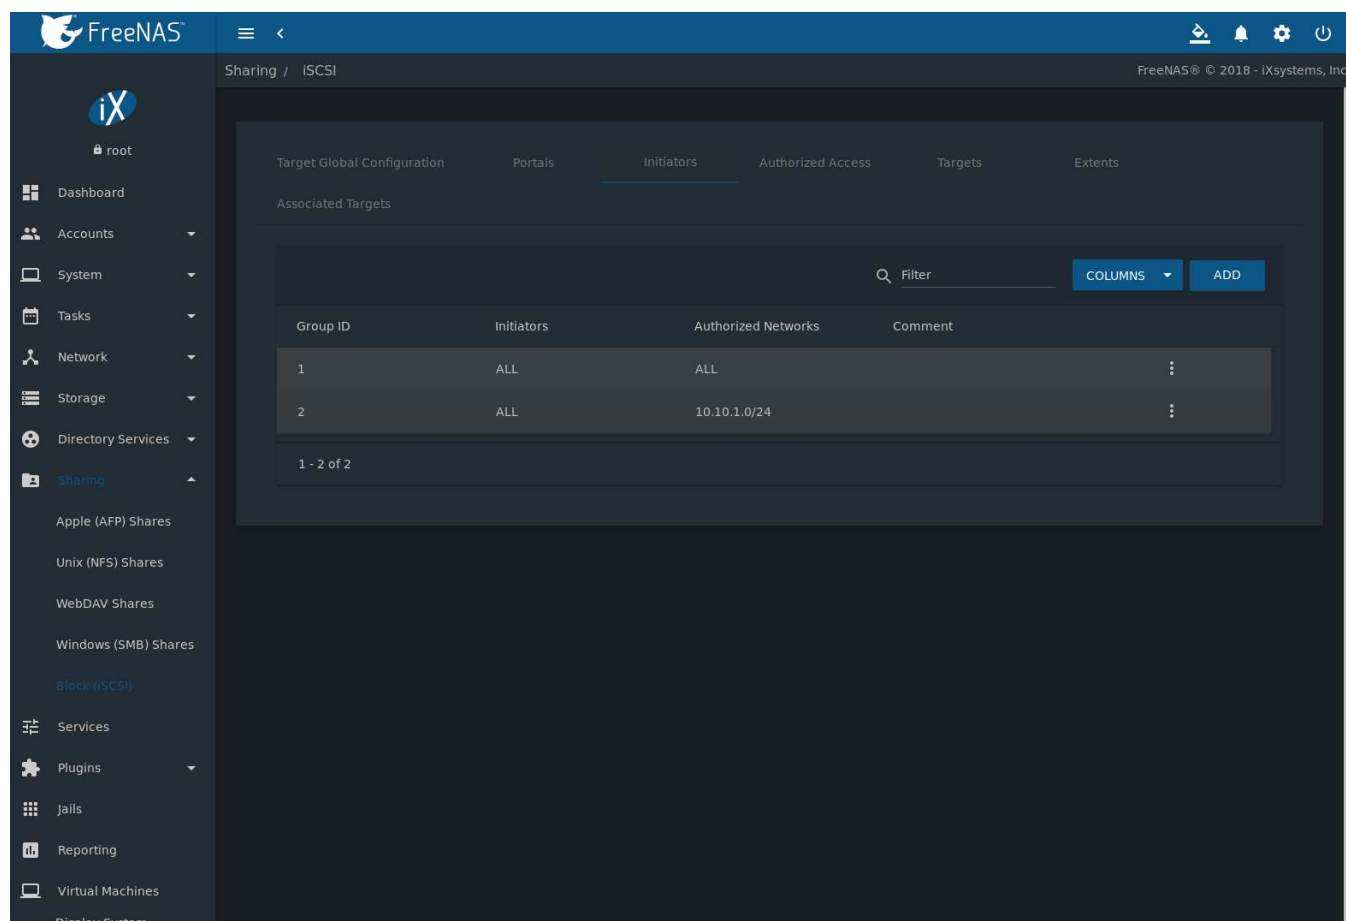 FreeNAS
Sharing / iSCSI
FreeNAS® © 2018 - iXsystems, Inc
iX
root
Dashboard
Accounts
System
Tasks
Network
Storage
Directory Services
Sharing
Apple (AFP) Shares
Unix (NFS) Shares
WebDAV Shares
Windows (SMB) Shares
Block (iSCSI)
Services
Plugins
Jails
Reporting
Virtual Machines
Display System
Target Global Configuration Portals Initiators Authorized Access Targets Extents
Associated Targets
Filter COLUMNS ADD
Group ID Initiators Authorized Networks Comment
1 ALL ALL
2 ALL 10.10.1.0/24
1 - 2 of 2